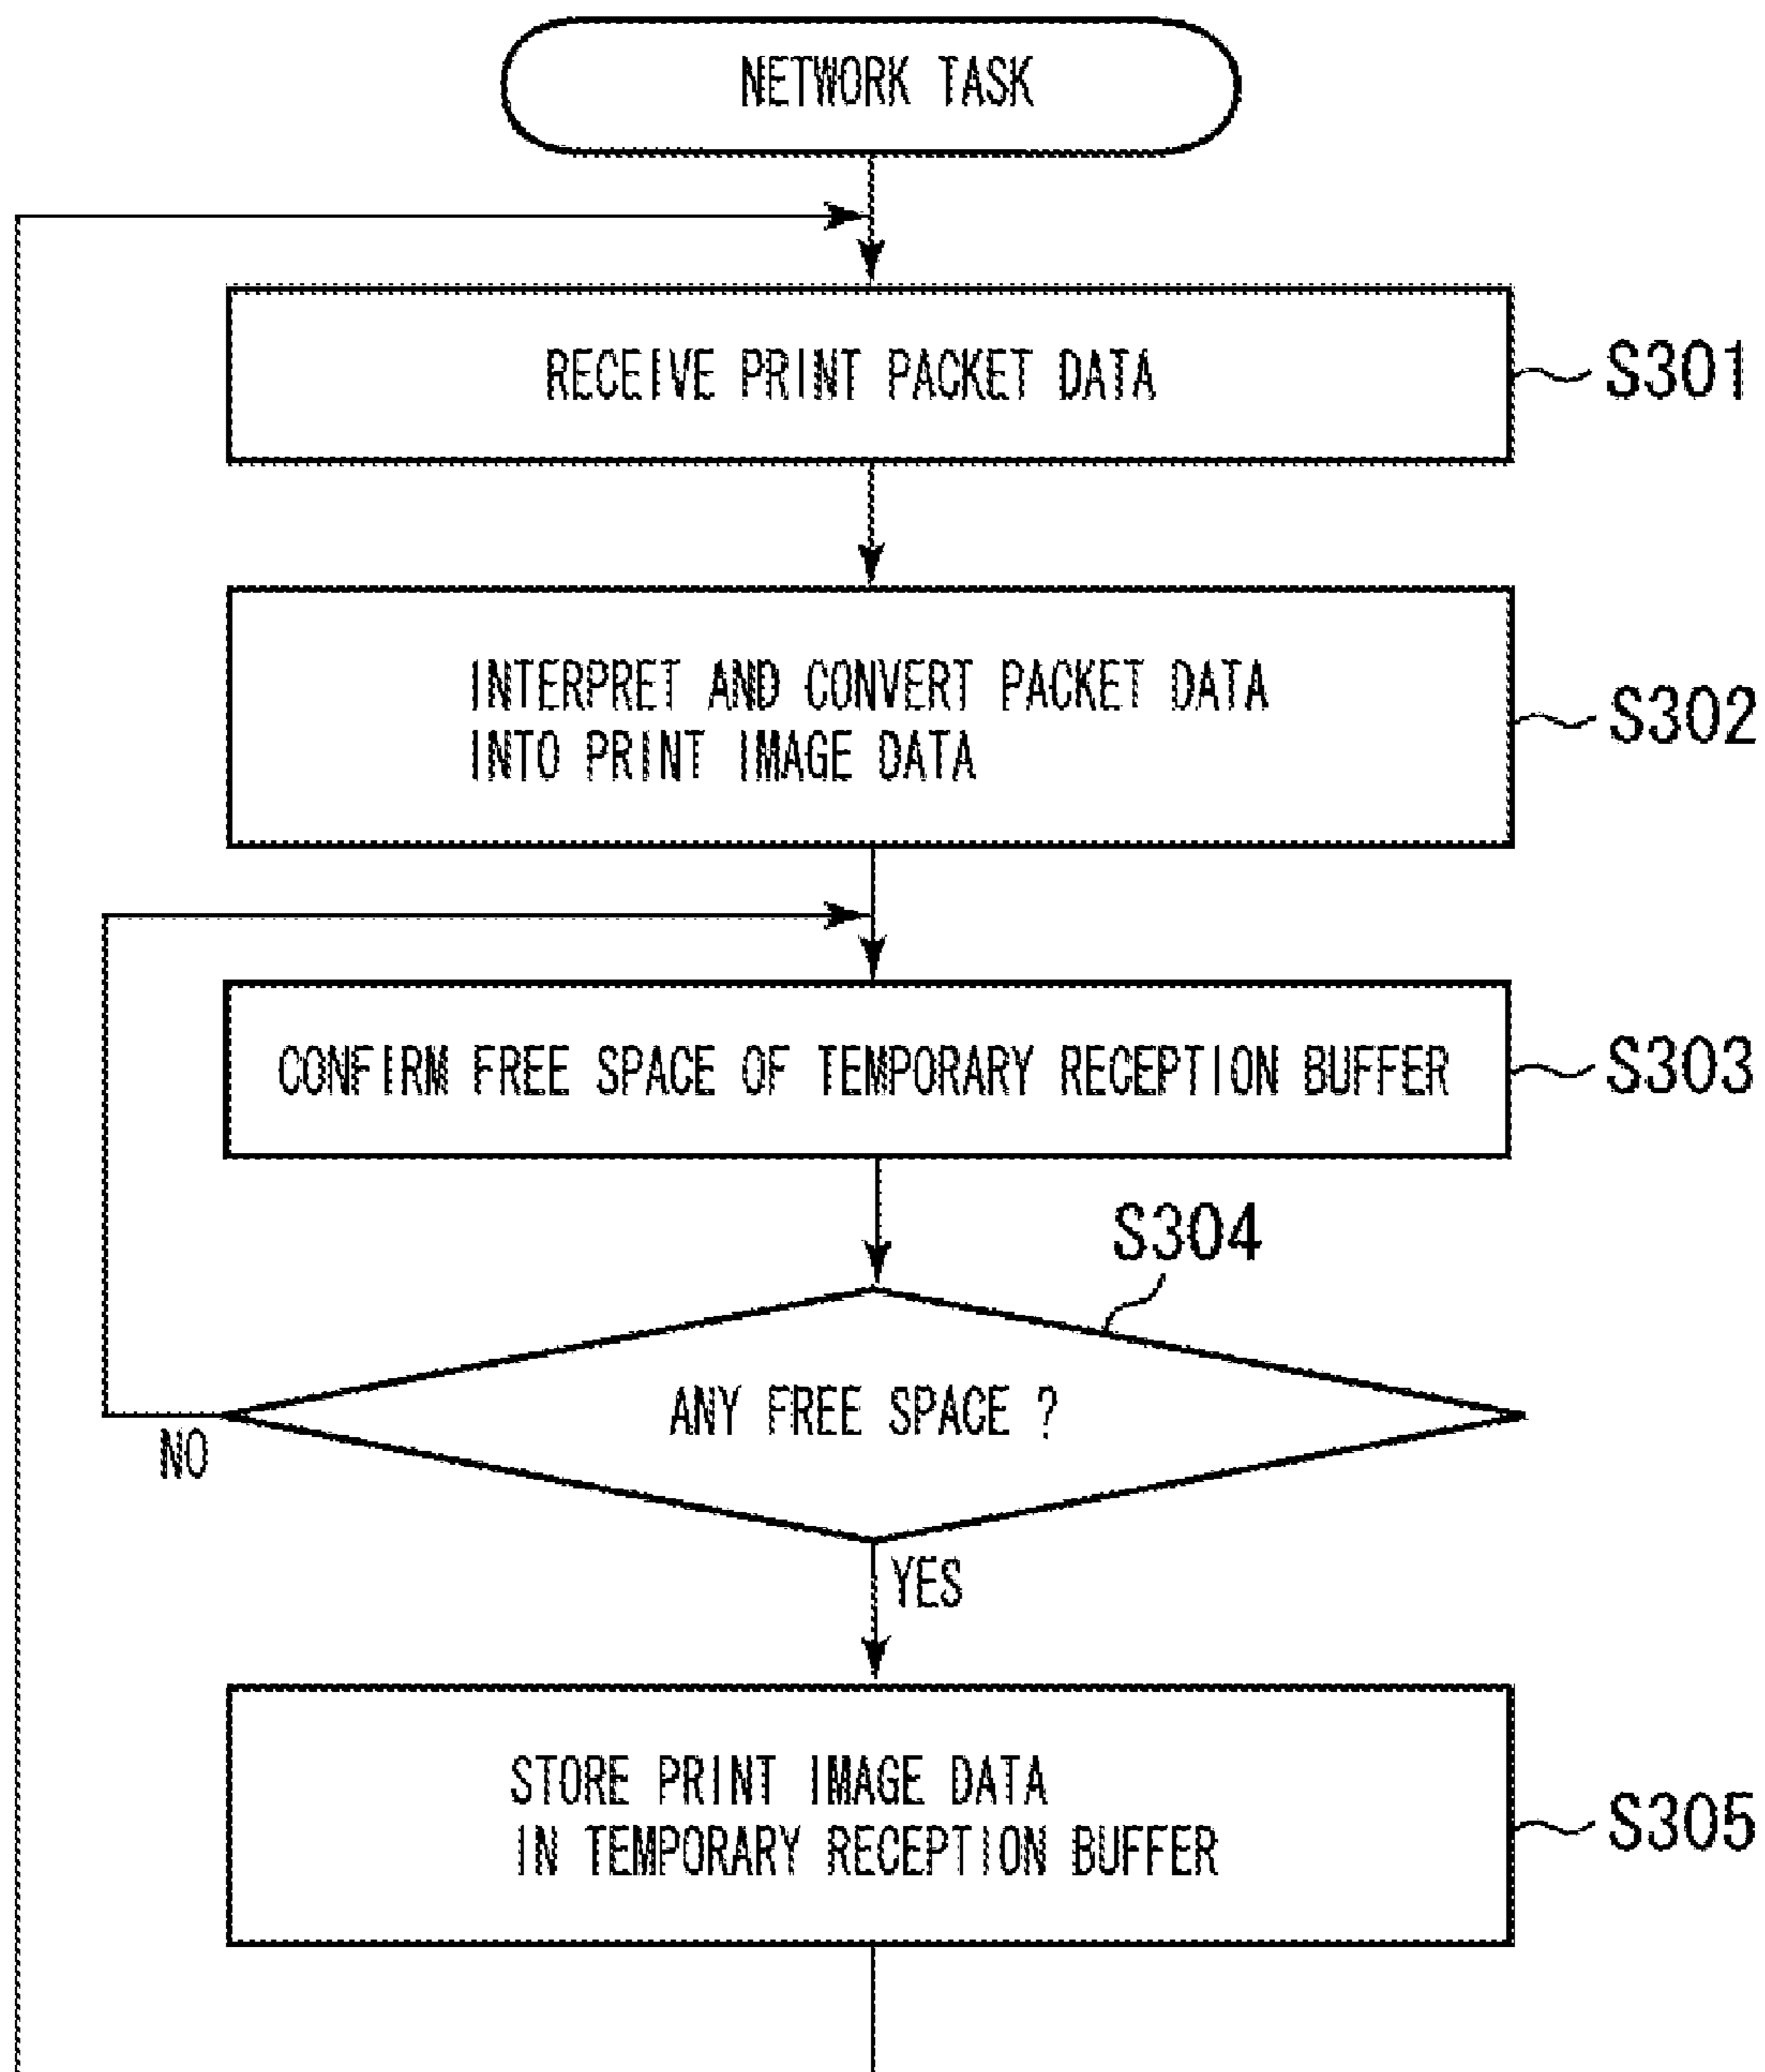 NETWORK TASK
RECEIVE PRINT PACKET DATA
S301
INTERPRET AND CONVERT PACKET DATA
INTO PRINT IMAGE DATA
S302
CONFIRM FREE SPACE OF TEMPORARY RECEPTION BUFFER
S303
S304
ANY FREE SPACE ?
NO
YES
STORE PRINT IMAGE DATA
IN TEMPORARY RECEPTION BUFFER
S305